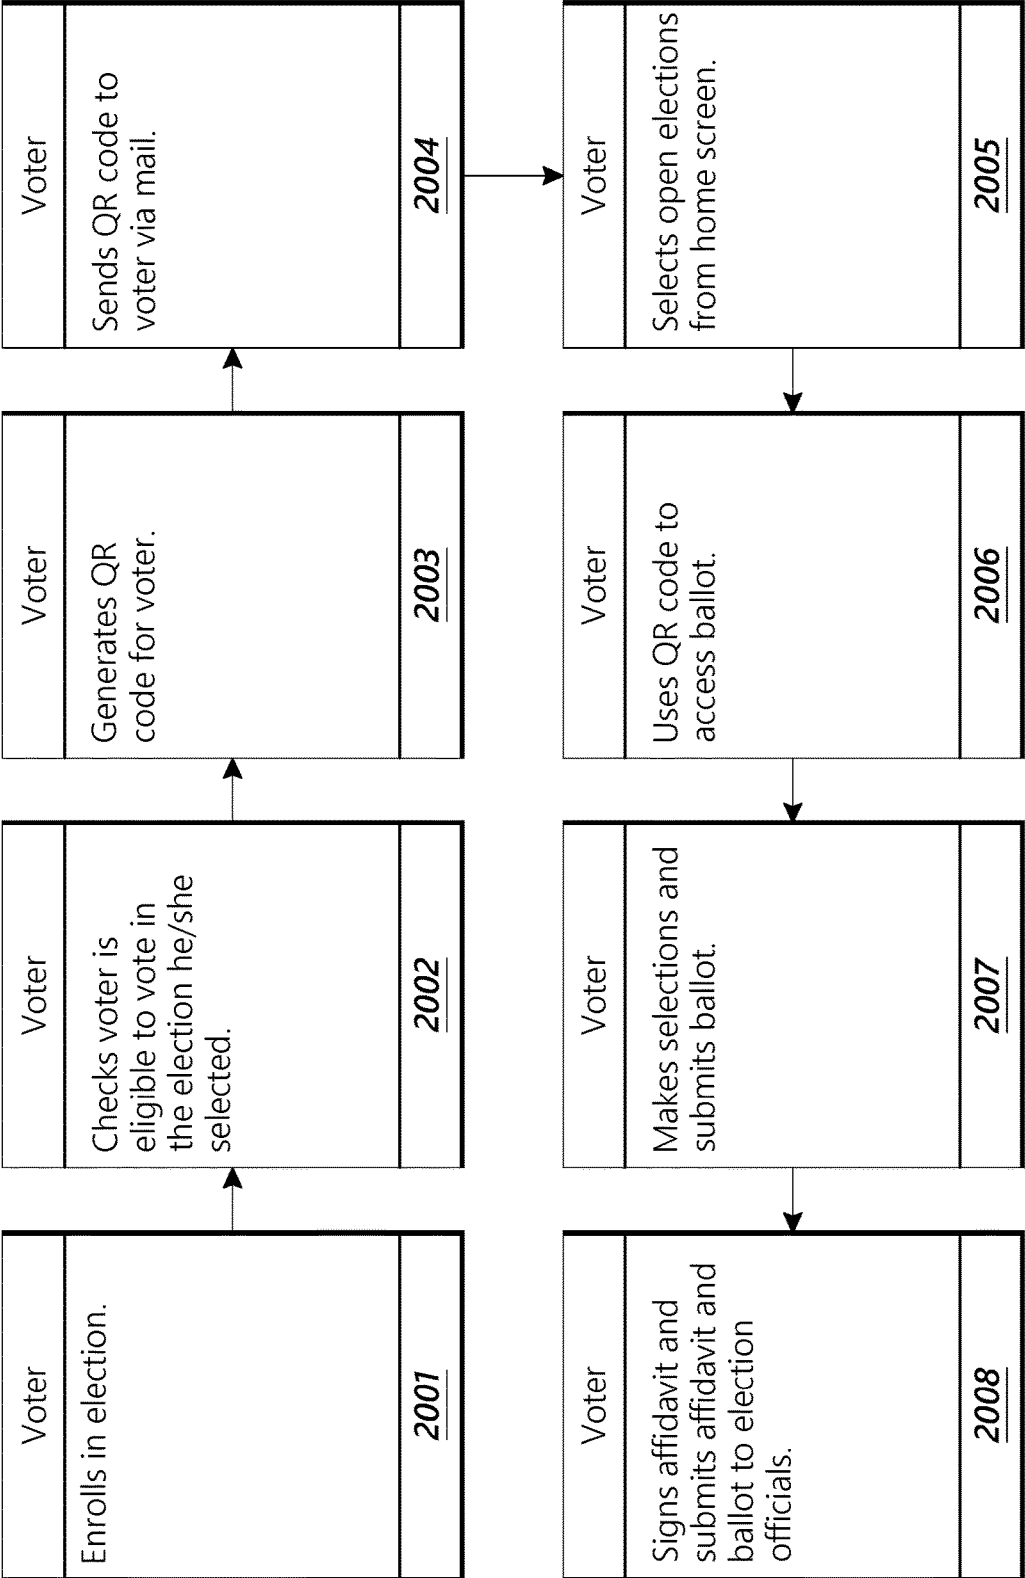 Voter
Enrolls in election.
2001
Voter
Checks voter is
eligible to vote in
the election he/she
selected.
2002
Voter
Generates QR
code for voter.
2003
Voter
Sends QR code to
voter via mail.
2004
Voter
Selects open elections
from home screen.
2005
Voter
Uses QR code to
access ballot.
2006
Voter
Makes selections and
submits ballot.
2007
Voter
Signs affidavit and
submits affidavit and
ballot to election
officials.
2008